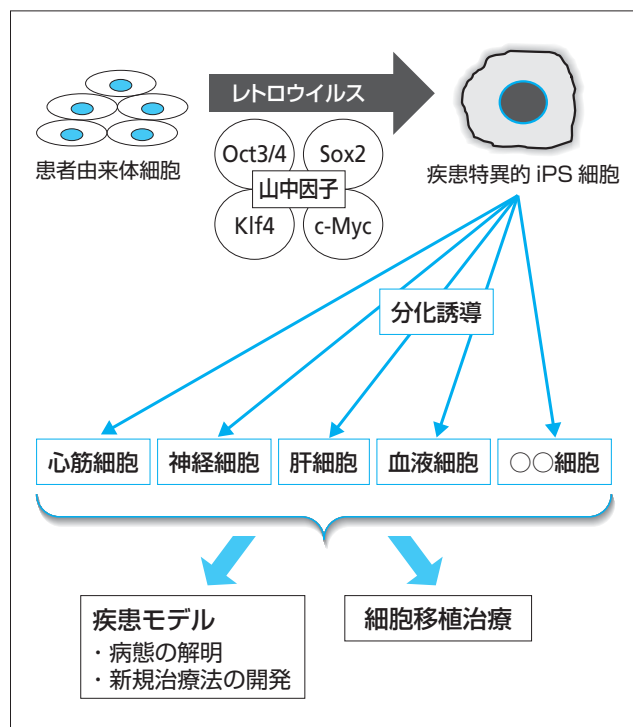 レトロウイルス
Oct3/4
Sox2
山中因子
Klf4
c-Myc
患者由来体細胞
疾患特異的 iPS 細胞
分化誘導
心筋細胞
神経細胞
肝細胞
血液細胞
○○細胞
疾患モデル
・病態の解明
・新規治療法の開発
細胞移植治療